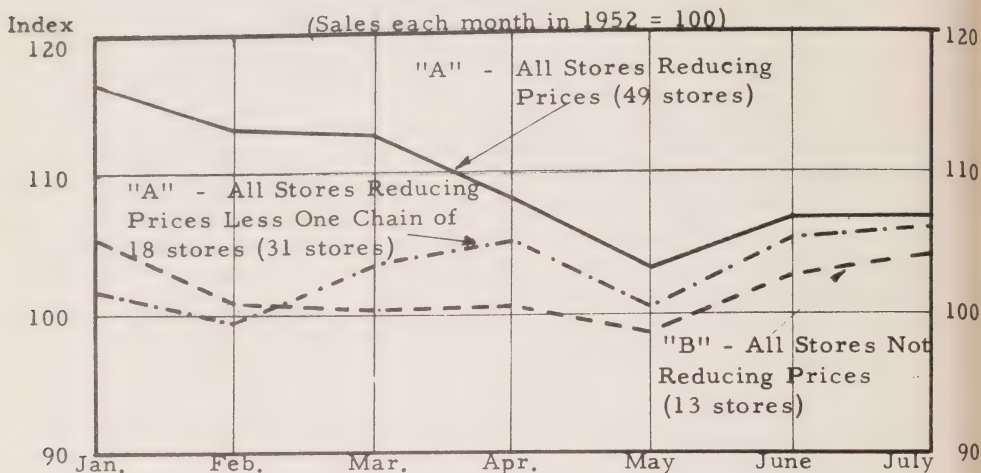 Index
(Sales each month in 1952 = 100)
120
120
"A" - All Stores Reducing
Prices (49 stores)
110
110
"A" - All Stores Reducing
Prices Less One Chain of
18 stores (31 stores)
100
100
"B" - All Stores Not
Reducing Prices
(13 stores)
90
90
Jan. Feb. Mar. Apr. May June July